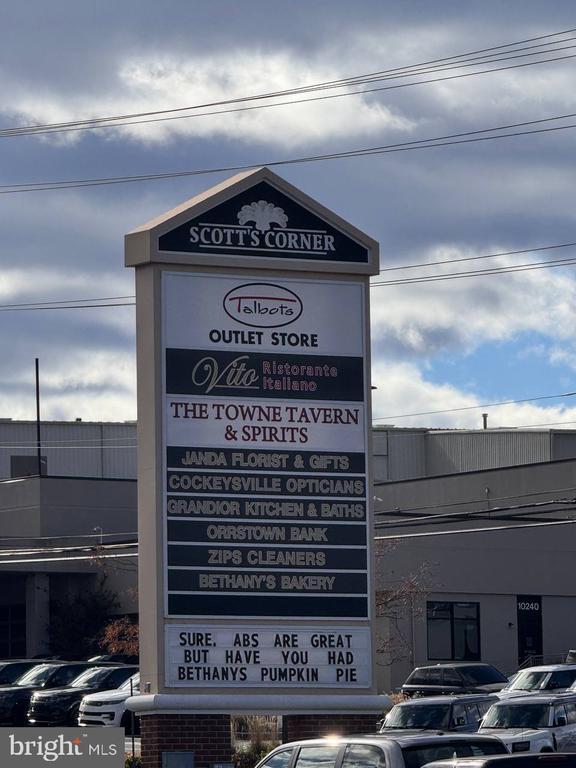 SCOTT'S CORNER
Talbots
OUTLET STORE
Vito Ristorante
Italiano
THE TOWNE TAVERN
& SPIRITS
JANDA FLORIST & GIFTS
COCKEYSVILLE OPTICIANS
GRANDIOR KITCHEN & BATHS
ORRSTOWN BANK
ZIPS CLEANERS
BETHANY'S BAKERY
SURE, ABS ARE GREAT
BUT HAVE YOU HAD
BETHANYS PUMPKIN PIE
10240
bright MLS